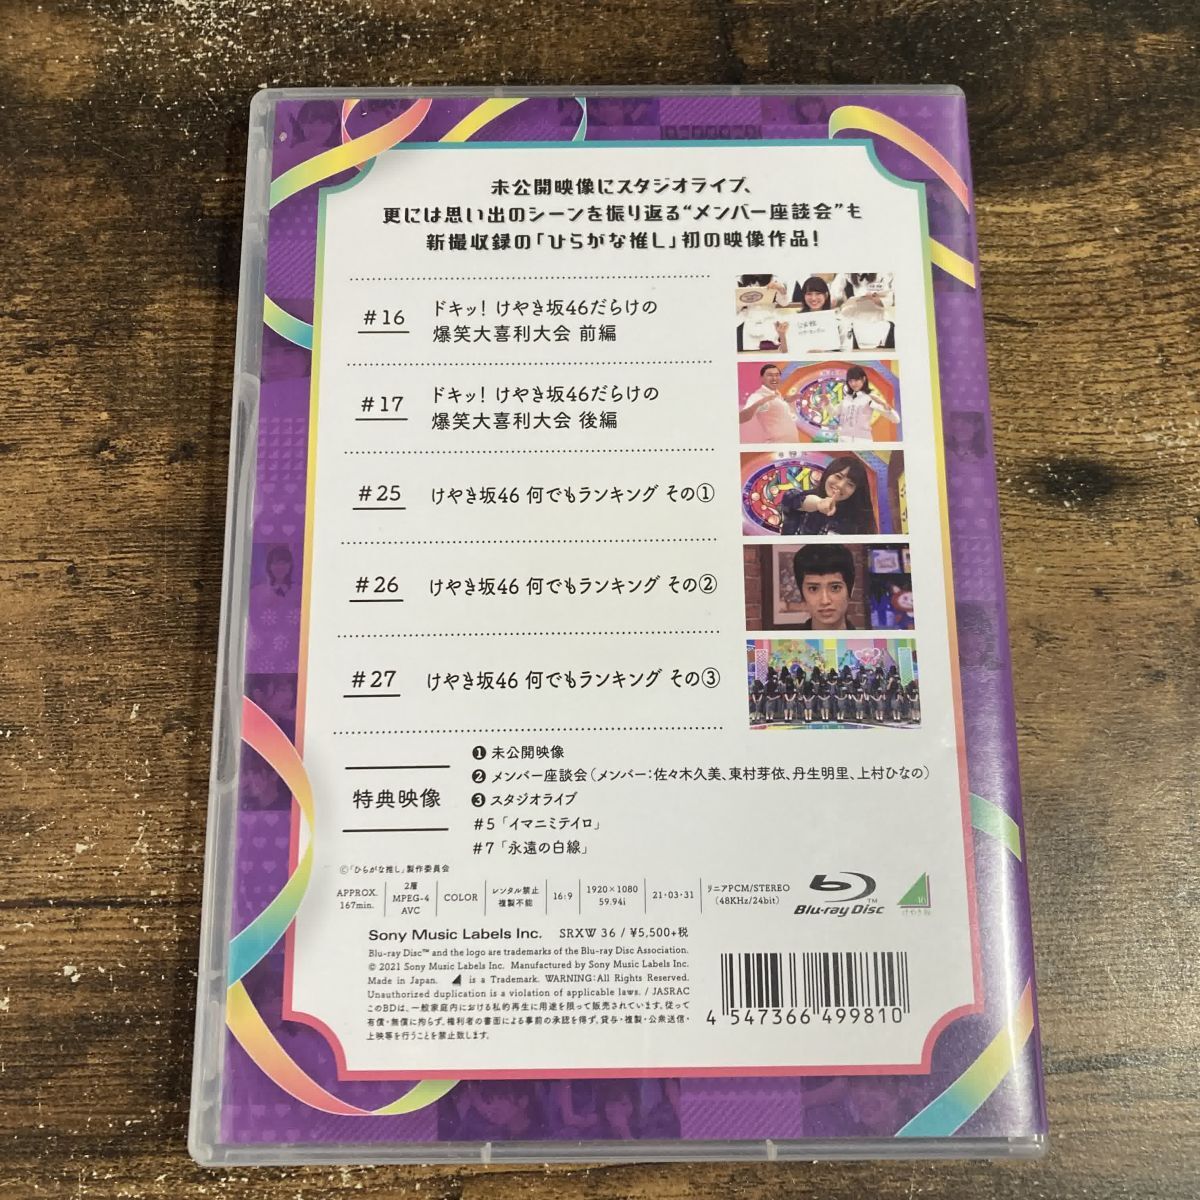 未公開映像にスタジオライブ、
更には思い出のシーンを振り返る“メンバー座談会”も
新撮収録の「ひらがな推し」初の映像作品!
#16
ドキッ! けやき坂46だらけの
爆笑大喜利大会 前編
#17
ドキッ! けやき坂46だらけの
爆笑大喜利大会 後編
#25
けやき坂46 何でもランキング その①
#26
けやき坂46 何でもランキング その②
#27
けやき坂46 何でもランキング その③
特典映像
❶ 未公開映像
❷ メンバー座談会(メンバー:佐々木久美、東村芽依、丹生明里、上村ひなの)
❸ スタジオライブ
#5「イマニミテイロ」
#7「永遠の白線」
©「ひらがな推し」製作委員会
APPROX.
167min.
2層
MPEG-4
AVC
COLOR
レンタル禁止
複製不能
16:9
1920×1080
59.94i
21・03・31
リニアPCM/STEREO
(48KHz/24bit)
Blu-ray Disc™
46
けやき坂
Sony Music Labels Inc. SRXW 36 / ¥5,500+税
Blu-ray Disc™ and the logo are trademarks of the Blu-ray Disc Association.
© 2021 Sony Music Labels Inc. Manufactured by Sony Music Labels Inc.
Made in Japan. is a Trademark. WARNING:All Rights Reserved.
Unauthorized duplication is a violation of applicable laws. / JASRAC
このBDは、一般家庭内における私的再生に用途を限って販売されています。従って
有償・無償に拘らず、権利者の書面による事前の承認を得ず、貸与・複製・公衆送信・
上映等を行うことを禁止致します。
4 547366 499810